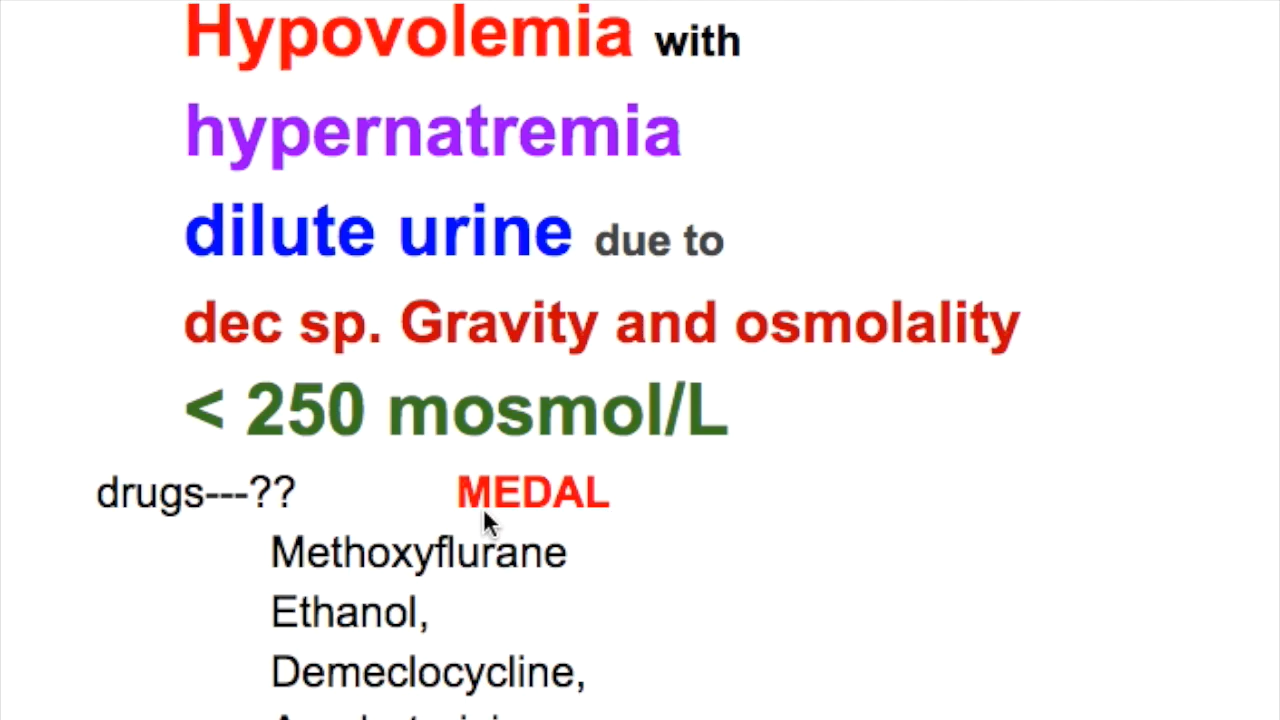 Hypovolemia with
hypernatremia
dilute urine due to
dec sp. Gravity and osmolality
< 250 mosmol/L
drugs---?? MEDAL
Methoxyflurane
Ethanol,
Demeclocycline,